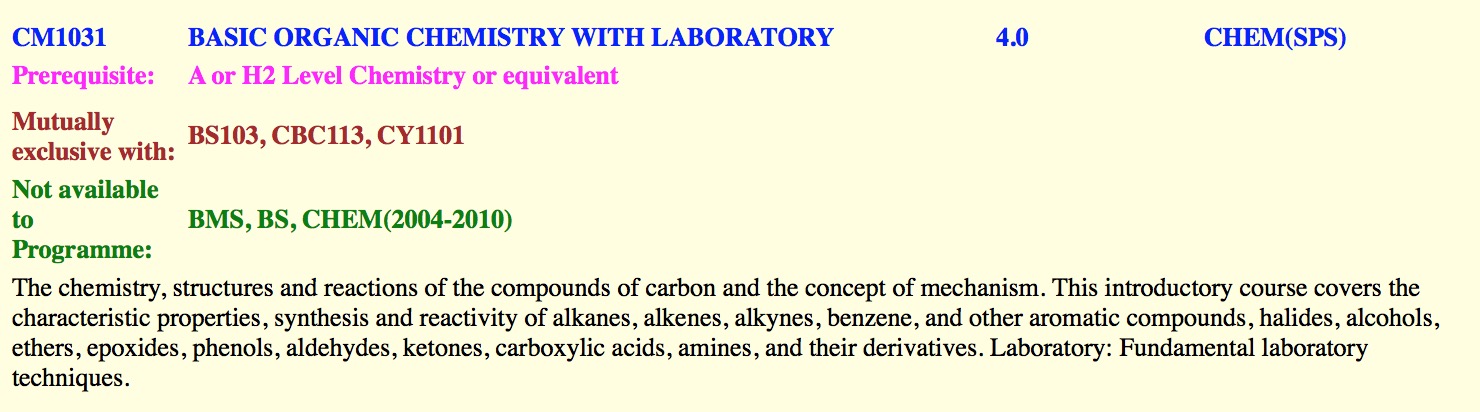 CM1031 BASIC ORGANIC CHEMISTRY WITH LABORATORY 4.0 CHEM(SPS)
Prerequisite: A or H2 Level Chemistry or equivalent
Mutually
exclusive with: BS103, CBC113, CY1101
Not available
to
Programme: BMS, BS, CHEM(2004-2010)
The chemistry, structures and reactions of the compounds of carbon and the concept of mechanism. This introductory course covers the
characteristic properties, synthesis and reactivity of alkanes, alkenes, alkynes, benzene, and other aromatic compounds, halides, alcohols,
ethers, epoxides, phenols, aldehydes, ketones, carboxylic acids, amines, and their derivatives. Laboratory: Fundamental laboratory
techniques.